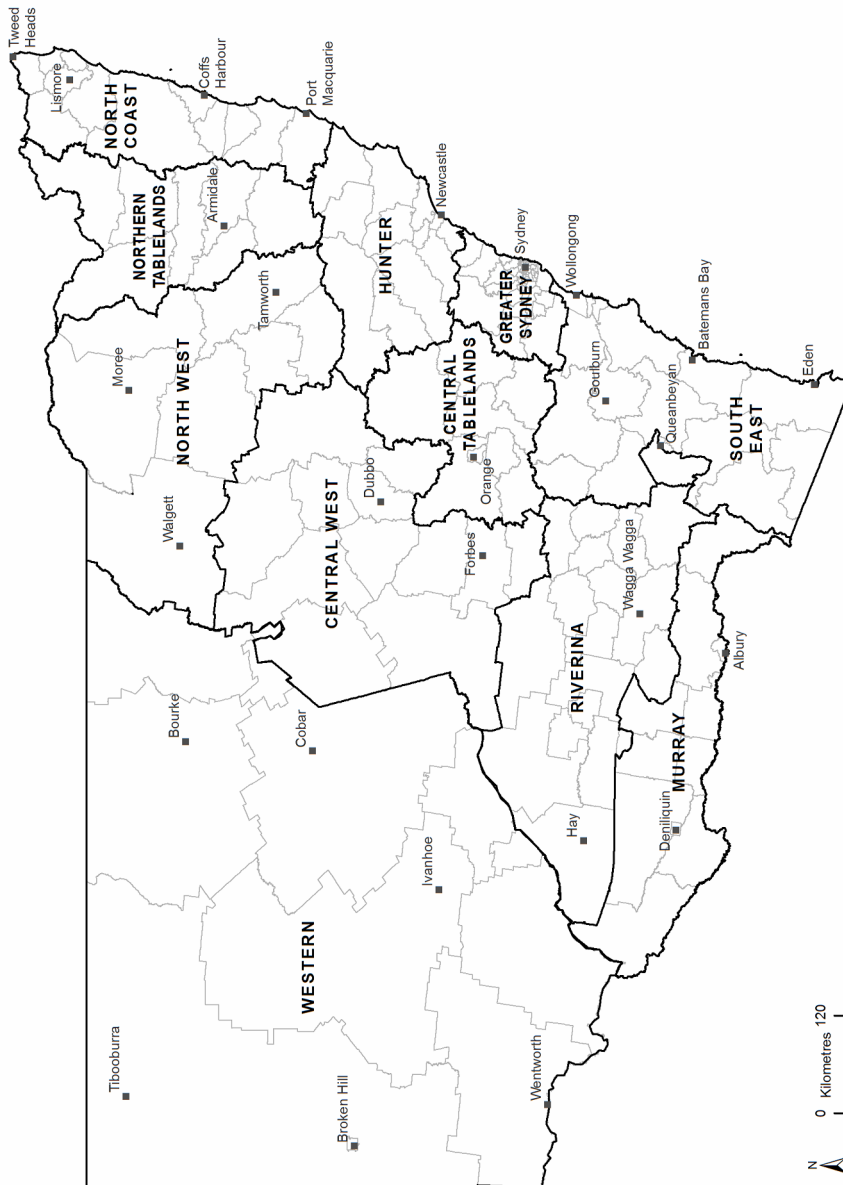 Tweed
Heads
Lismore
NORTH
COAST
Coffs
Harbour
Port
Macquarie
NORTHERN
TABLELANDS
Armidale
Newcastle
HUNTER
Tamworth
Moree
NORTH WEST
Walgett
GREATER
SYDNEY
Sydney
Wollongong
CENTRAL
TABLELANDS
Orange
Dubbo
CENTRAL WEST
Forbes
Goulburn
Queanbeyan
Batemans Bay
SOUTH
EAST
Eden
Wagga Wagga
RIVERINA
Albury
MURRAY
Deniliquin
Hay
Bourke
Cobar
Ivanhoe
WESTERN
Tibooburra
Broken Hill
Wentworth
0 Kilometres 120
N